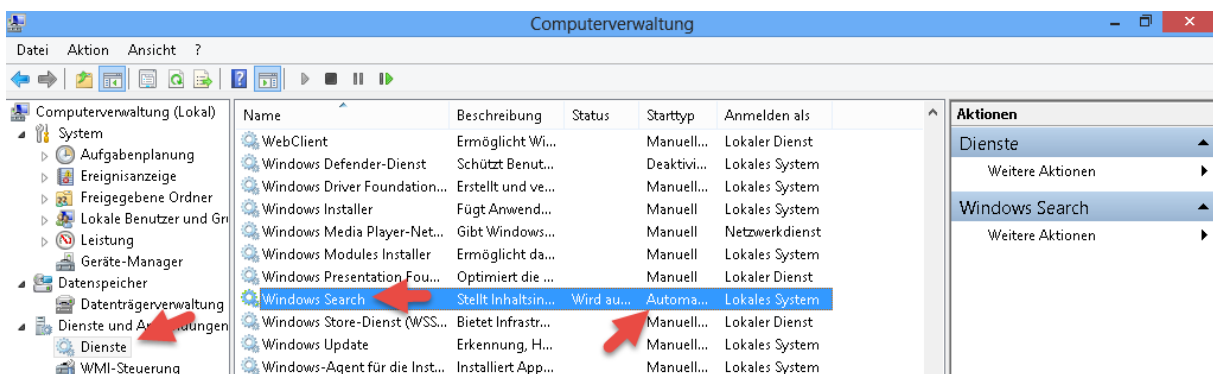 Computerverwaltung
Datei Aktion Ansicht ?
Computerverwaltung (Lokal)
System
Aufgabenplanung
Ereignisanzeige
Freigegebene Ordner
Lokale Benutzer und Gru
Leistung
Geräte-Manager
Datenspeicher
Datenträgerverwaltung
Dienste und
Dienste
WMI-Steuerung
Name Beschreibung Status Starttyp Anmelden als
WebClient Ermöglicht Wi... Manuell... Lokaler Dienst
Windows Defender-Dienst Schützt Benut... Deaktivi... Lokales System
Windows Driver Foundation... Erstellt und ve... Manuell... Lokales System
Windows Installer Fügt Anwend... Manuell Lokales System
Windows Media Player-Net... Gibt Windows... Manuell Netzwerkdienst
Windows Modules Installer Ermöglicht da... Manuell Lokales System
Windows Presentation Fou... Optimiert die ... Manuell Lokaler Dienst
Windows Search Stellt Inhaltsin... Wird au... Automa... Lokales System
Windows Store-Dienst (WSS... Bietet Infrastr... Manuell... Lokaler Dienst
Windows Update Erkennung, H... Manuell... Lokales System
Windows-Agent für die Inst... Installiert App... Manuell... Lokales System
Aktionen
Dienste
Weitere Aktionen
Windows Search
Weitere Aktionen